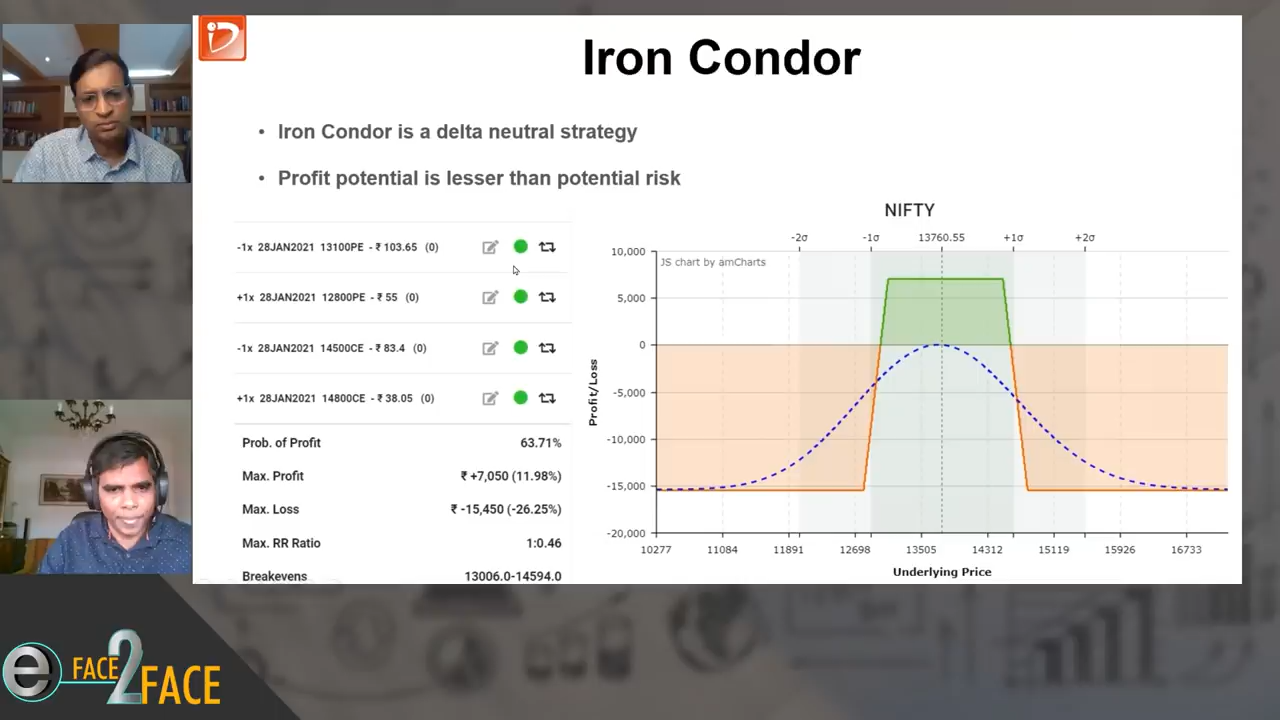 Iron Condor
• Iron Condor is a delta neutral strategy
• Profit potential is lesser than potential risk
-1x 28JAN2021 13100PE - ₹ 103.65 (0)
+1x 28JAN2021 12800PE - ₹ 55 (0)
-1x 28JAN2021 14500CE - ₹ 83.4 (0)
+1x 28JAN2021 14800CE - ₹ 38.05 (0)
Prob. of Profit 63.71%
Max. Profit ₹ +7,050 (11.98%)
Max. Loss ₹ -15,450 (-26.25%)
Max. RR Ratio 1:0.46
Breakevens 13006.0-14594.0
NIFTY
-2σ -1σ 13760.55 +1σ +2σ
JS chart by amCharts
10,000
5,000
0
-5,000
-10,000
-15,000
-20,000
Profit/Loss
10277 11084 11891 12698 13505 14312 15119 15926 16733
Underlying Price
e FACE 2 FACE